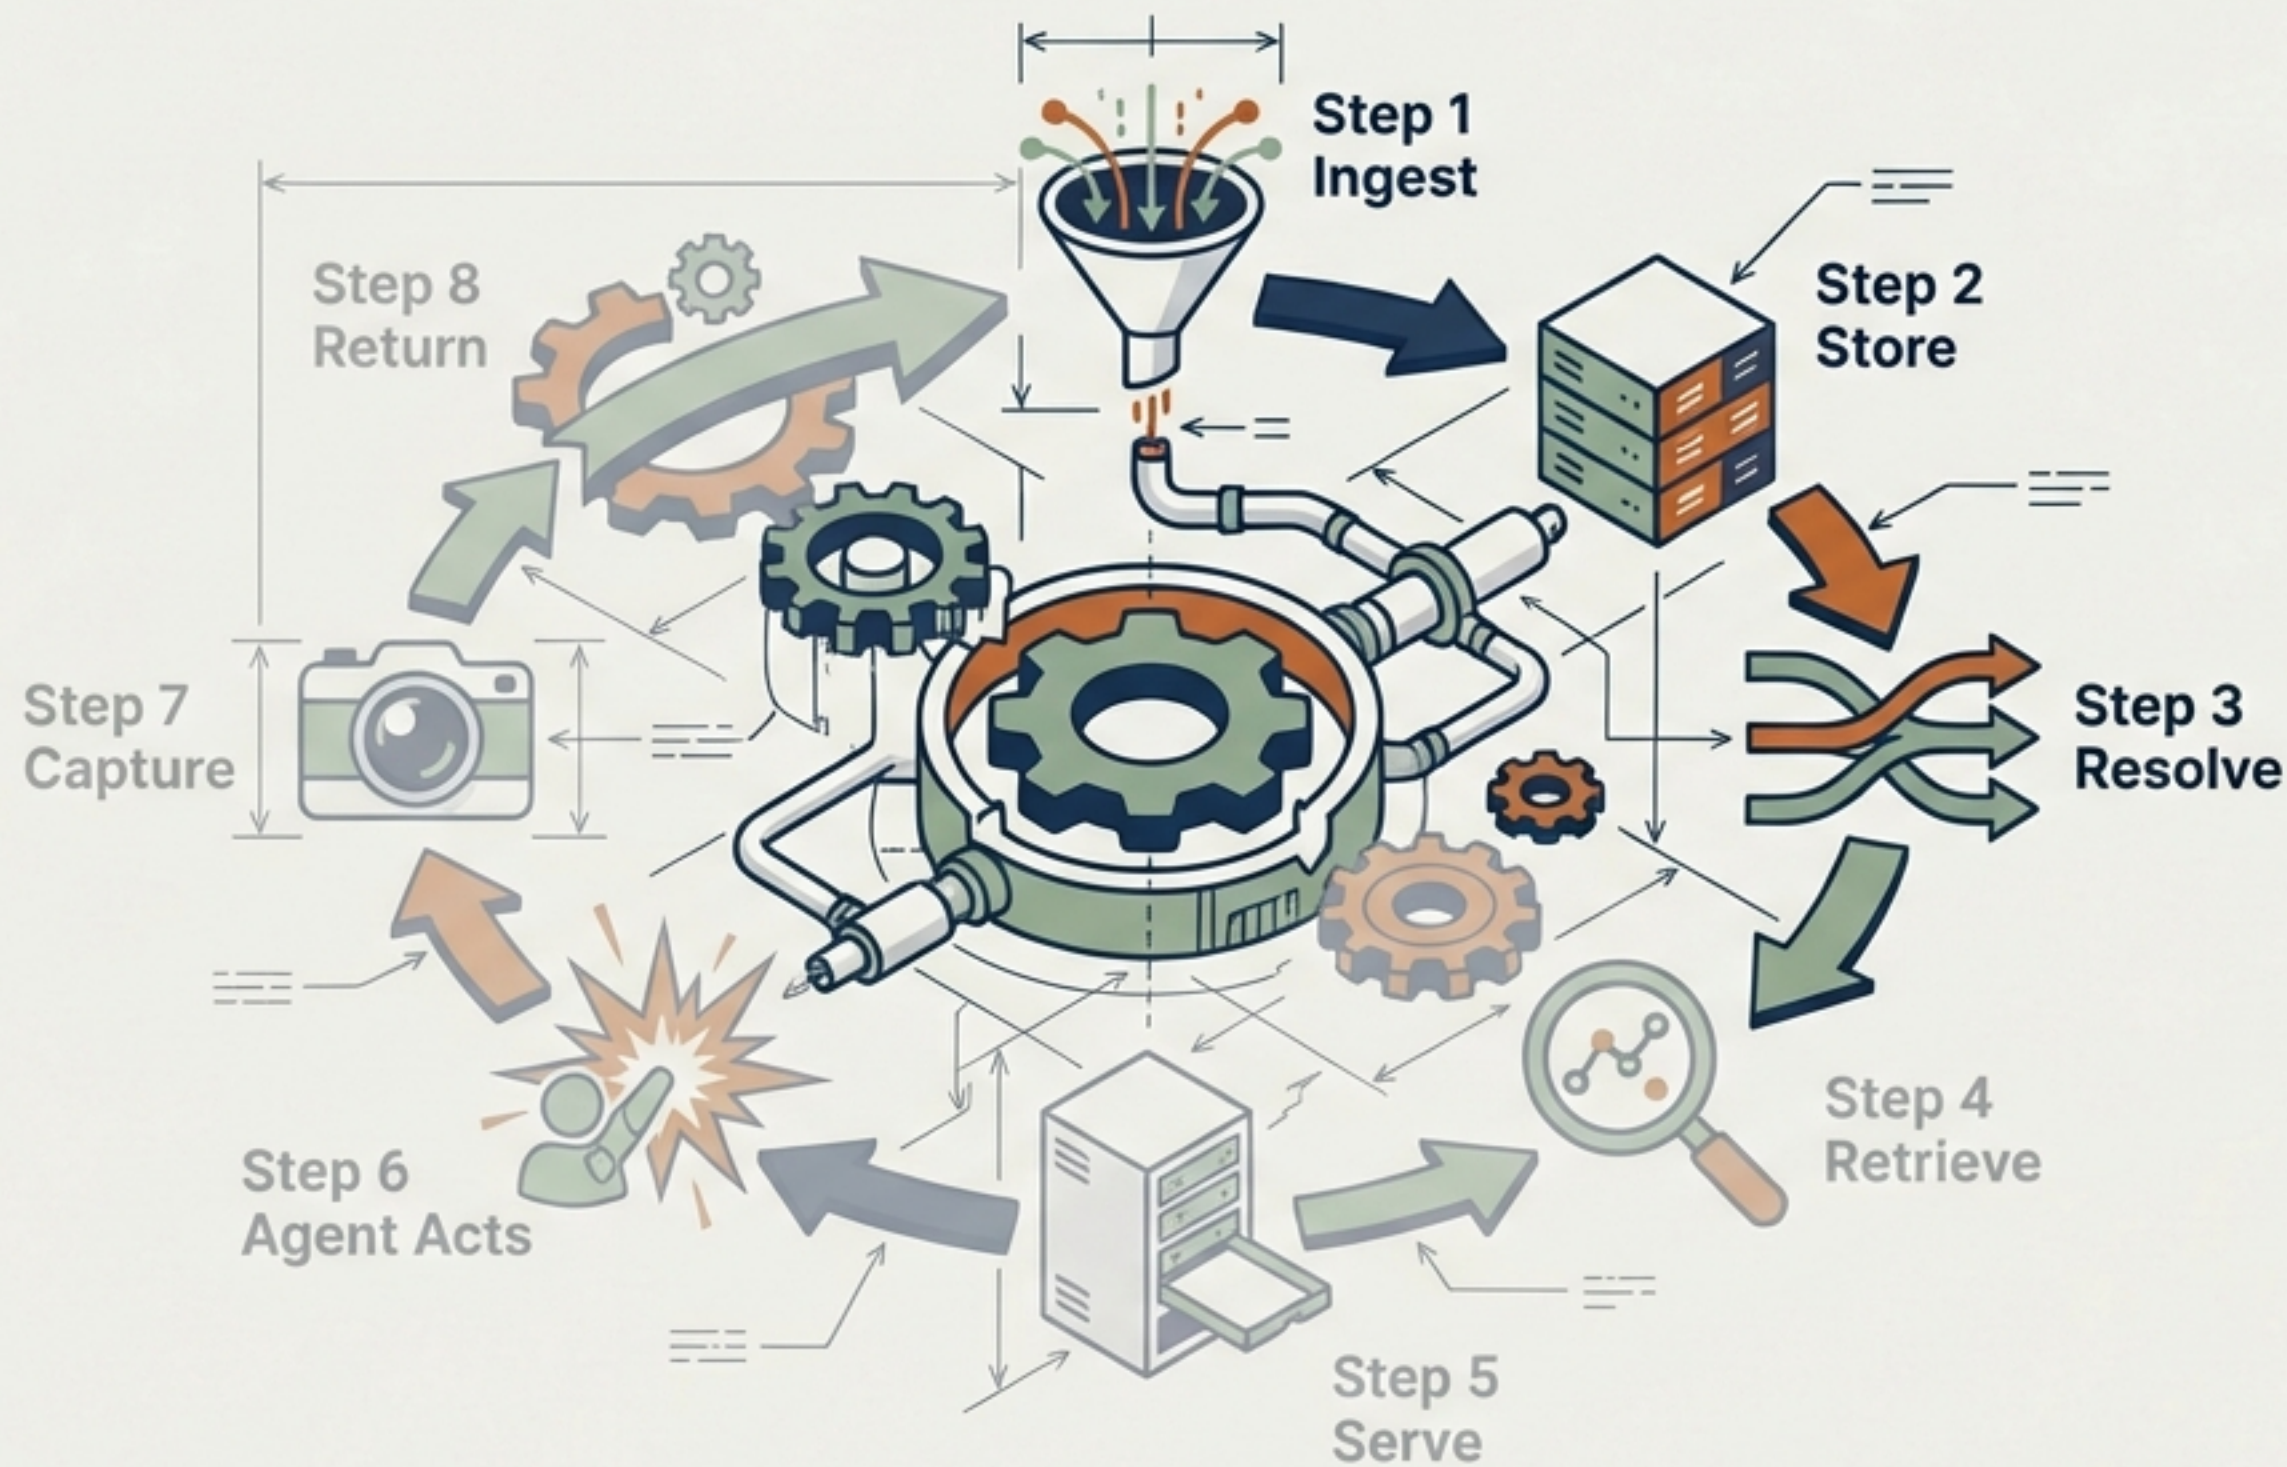 Step 1
Ingest
Step 2
Store
Step 3
Resolve
Step 4
Retrieve
Step 5
Serve
Step 6
Agent Acts
Step 7
Capture
Step 8
Return